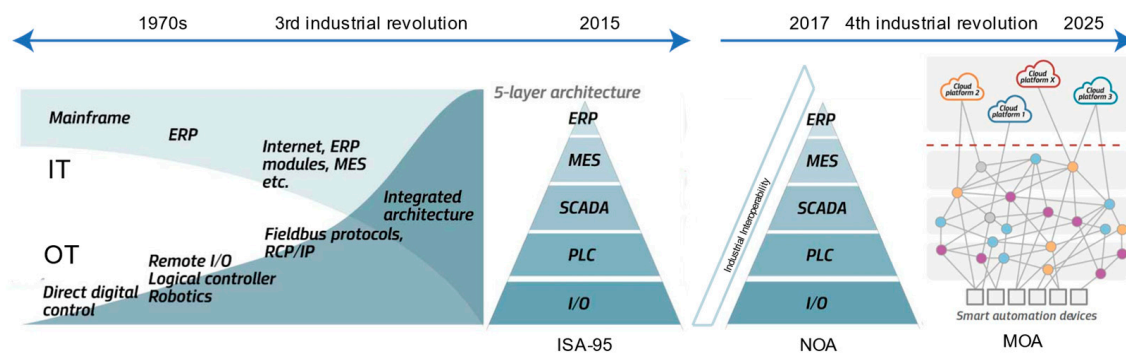 1970s 3rd industrial revolution 2015
2017 4th industrial revolution 2025
Mainframe
ERP
Internet, ERP
modules, MES
etc.
IT
Integrated
architecture
Fieldbus protocols,
RCP/IP
OT
Remote I/O
Logical controller
Robotics
Direct digital
control
5-layer architecture
ERP
MES
SCADA
PLC
I/O
ISA-95
Industrial Interoperability
ERP
MES
SCADA
PLC
I/O
NOA
Cloud
platform 2
Cloud
platform 1
Cloud
platform X
Cloud
platform 3
Smart automation devices
MOA